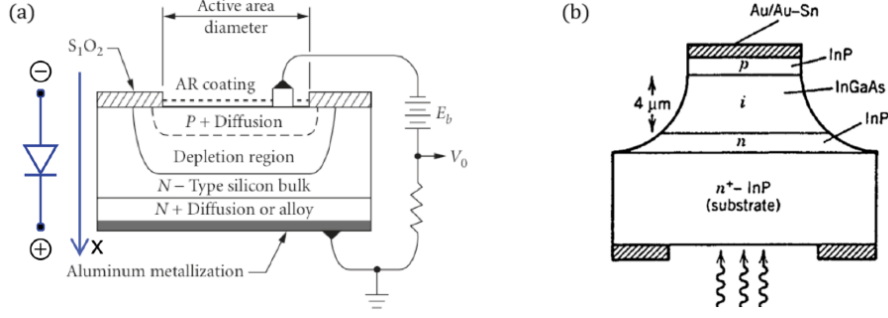 (a)
Active area
diameter
S₁O₂
AR coating
P + Diffusion
Depletion region
N − Type silicon bulk
N + Diffusion or alloy
Aluminum metallization
E_b
V_0
−
+
x
(b)
Au/Au-Sn
InP
p
InGaAs
4 μm
i
InP
n
n⁺- InP
(substrate)